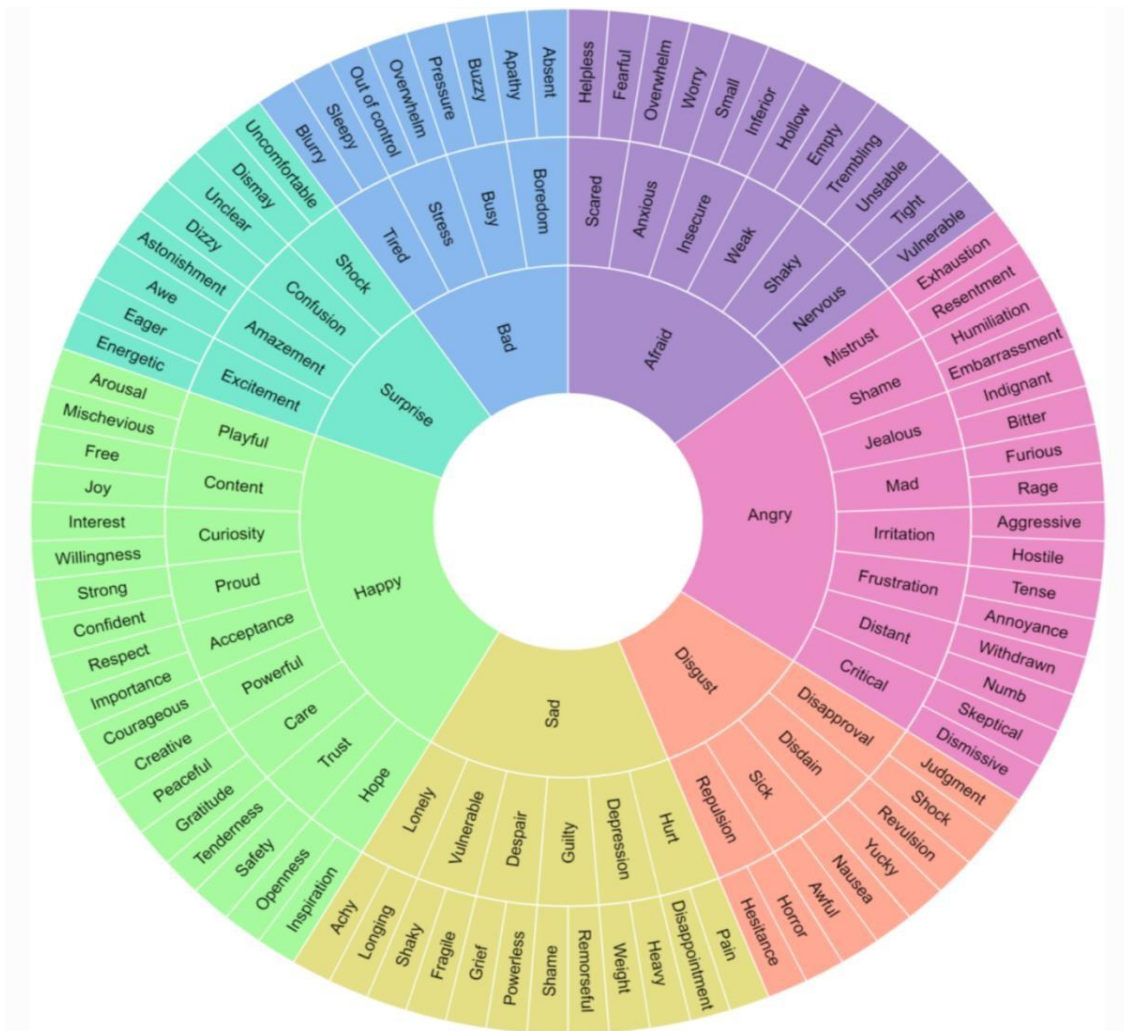 Bad
Afraid
Angry
Disgust
Sad
Happy
Surprise
Tired
Stress
Busy
Boredom
Scared
Anxious
Insecure
Weak
Shaky
Nervous
Mistrust
Shame
Jealous
Mad
Irritation
Frustration
Distant
Critical
Disapproval
Disdain
Sick
Repulsion
Hurt
Depression
Guilty
Despair
Vulnerable
Lonely
Hope
Trust
Care
Powerful
Acceptance
Proud
Curiosity
Content
Playful
Excitement
Amazement
Confusion
Shock
Blurry
Sleepy
Out of control
Overwhelm
Pressure
Buzzy
Apathy
Absent
Helpless
Fearful
Overwhelm
Worry
Small
Inferior
Hollow
Empty
Trembling
Unstable
Tight
Vulnerable
Exhaustion
Resentment
Humiliation
Embarrassment
Indignant
Bitter
Furious
Rage
Aggressive
Hostile
Tense
Annoyance
Withdrawn
Numb
Skeptical
Dismissive
Judgment
Shock
Revulsion
Yucky
Nausea
Awful
Horror
Hesitance
Pain
Disappointment
Heavy
Weight
Remorseful
Shame
Powerless
Grief
Fragile
Shaky
Longing
Achy
Inspiration
Openness
Safety
Tenderness
Gratitude
Peaceful
Creative
Courageous
Importance
Respect
Confident
Strong
Willingness
Interest
Joy
Free
Mischevious
Arousal
Energetic
Eager
Awe
Astonishment
Dizzy
Unclear
Dismay
Uncomfortable